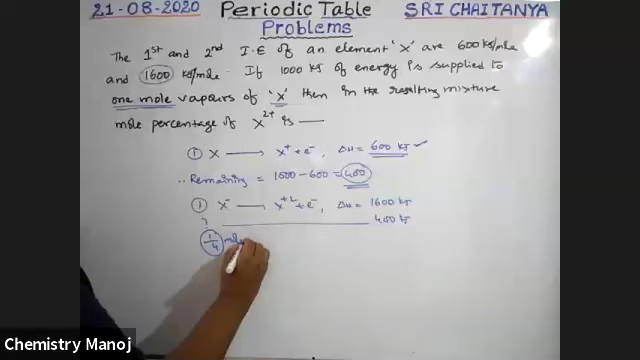 21-08-2020 Periodic Table SRI CHAITANYA
Problems
The 1st and 2nd I.E of an element 'X' are 600 KJ/mole
and 1600 KJ/mole. If 1000 KJ of energy is supplied to
one mole vapours of 'X' then in the resulting mixture
mole percentage of X2+ is ___
① X ⟶ X+ + e-, ΔH = 600 KJ ✓
∴ Remaining = 1000 - 600 = 400
① X- ⟶ X+2 + e-, ΔH = 1600 KJ
? ___ 400 KJ
1/4 mole
Chemistry Manoj